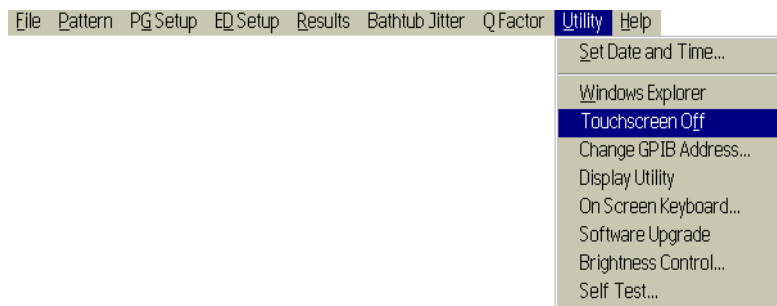 File Pattern PG Setup ED Setup Results Bathtub Jitter Q Factor Utility Help
Set Date and Time...
Windows Explorer
Touchscreen Off
Change GPIB Address...
Display Utility
On Screen Keyboard...
Software Upgrade
Brightness Control...
Self Test...